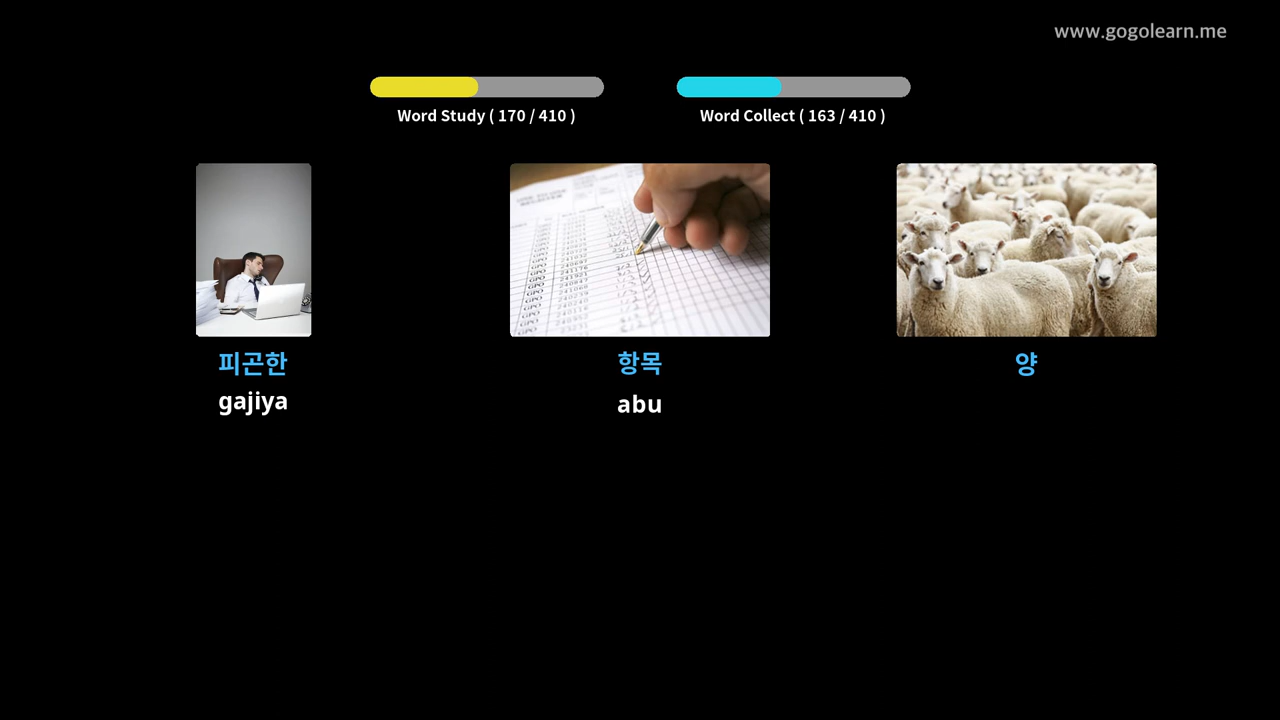 www.gogolearn.me
Word Study ( 170 / 410 )
Word Collect ( 163 / 410 )
피곤한
항목
양
gajiya
abu